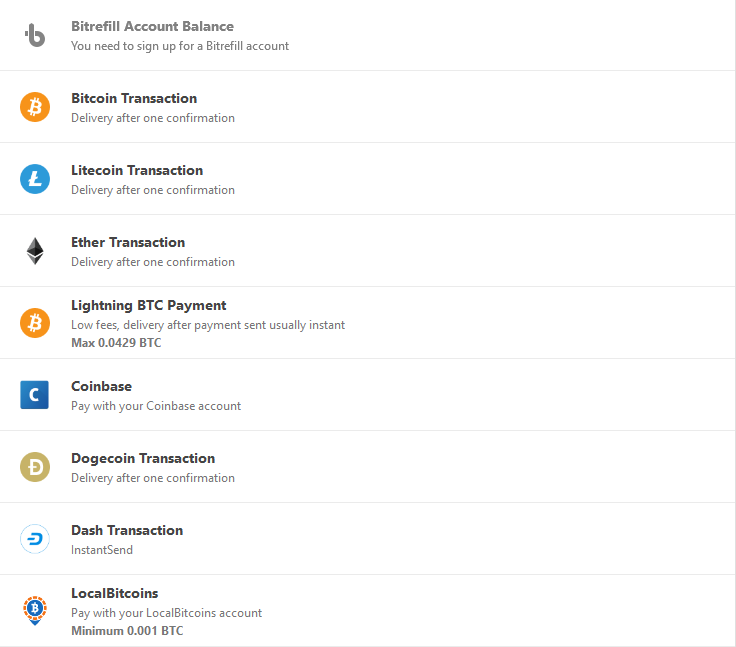 Bitrefill Account Balance
You need to sign up for a Bitrefill account
Bitcoin Transaction
Delivery after one confirmation
Litecoin Transaction
Delivery after one confirmation
Ether Transaction
Delivery after one confirmation
Lightning BTC Payment
Low fees, delivery after payment sent usually instant
Max 0.0429 BTC
Coinbase
Pay with your Coinbase account
Dogecoin Transaction
Delivery after one confirmation
Dash Transaction
InstantSend
LocalBitcoins
Pay with your LocalBitcoins account
Minimum 0.001 BTC